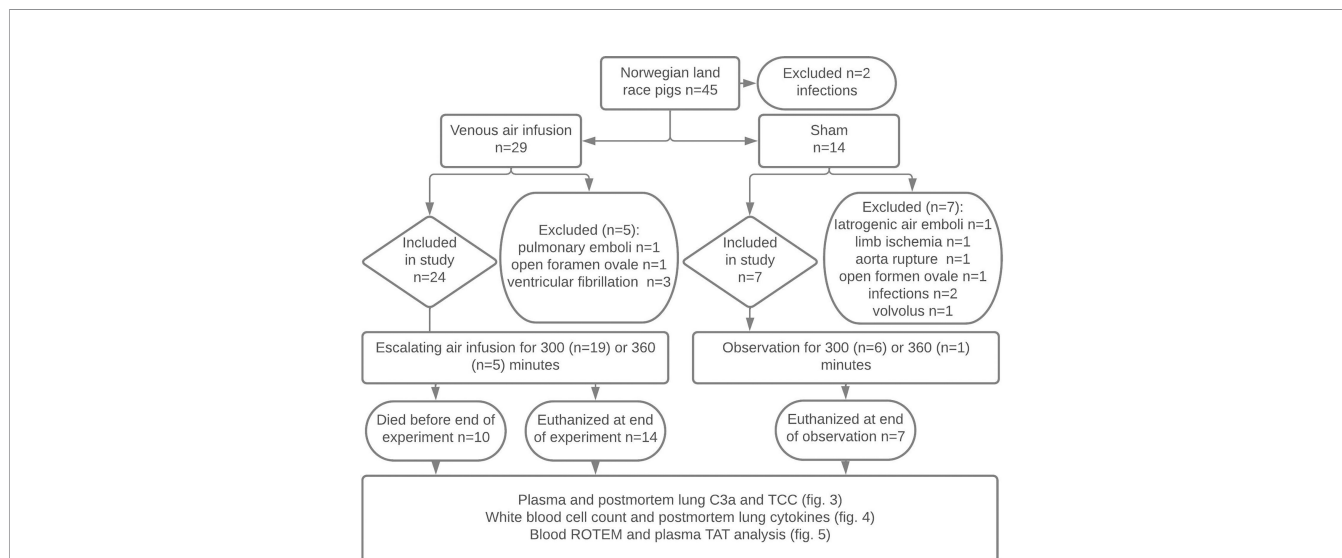 Norwegian land
race pigs n=45
Excluded n=2
infections
Venous air infusion
n=29
Sham
n=14
Included
in study
n=24
Excluded (n=5):
pulmonary emboli n=1
open foramen ovale n=1
ventricular fibrillation n=3
Included
in study
n=7
Excluded (n=7):
Iatrogenic air emboli n=1
limb ischemia n=1
aorta rupture n=1
open formen ovale n=1
infections n=2
volvolus n=1
Escalating air infusion for 300 (n=19) or 360
(n=5) minutes
Observation for 300 (n=6) or 360 (n=1)
minutes
Died before end of
experiment n=10
Euthanized at end
of experiment n=14
Euthanized at end
of observation n=7
Plasma and postmortem lung C3a and TCC (fig. 3)
White blood cell count and postmortem lung cytokines (fig. 4)
Blood ROTEM and plasma TAT analysis (fig. 5)